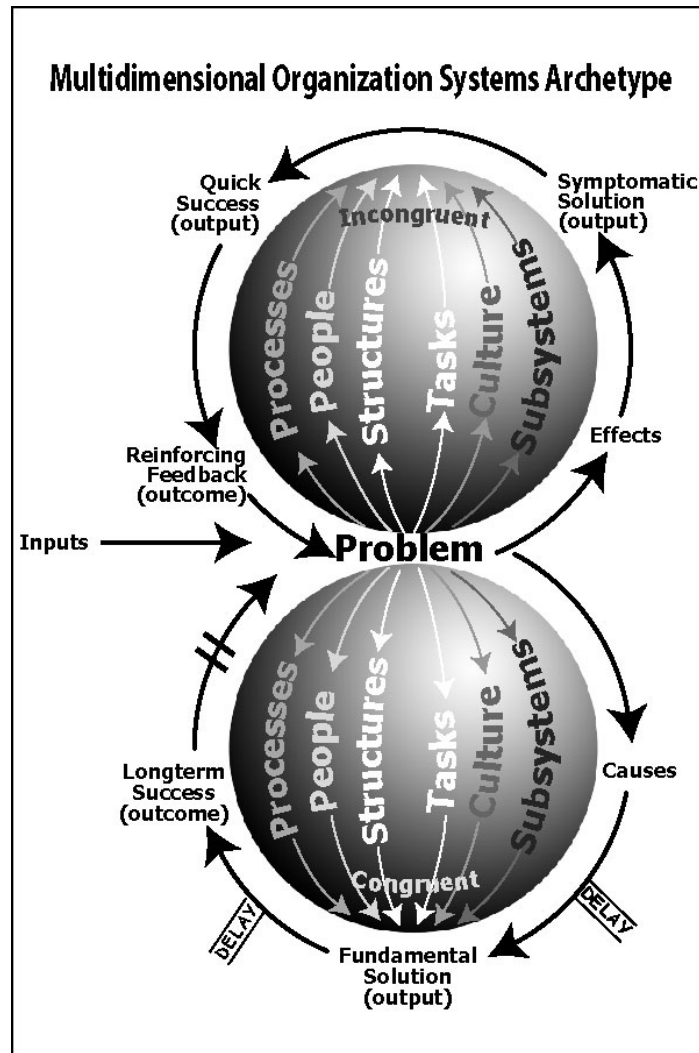 Multidimensional Organization Systems Archetype
Quick
Success
(output)
Symptomatic
Solution
(output)
Incongruent
Processes
People
Structures
Tasks
Culture
Subsystems
Reinforcing
Feedback
(outcome)
Effects
Inputs
Problem
Processes
People
Structures
Tasks
Culture
Subsystems
Longterm
Success
(outcome)
Causes
Congruent
DELAY
DELAY
Fundamental
Solution
(output)